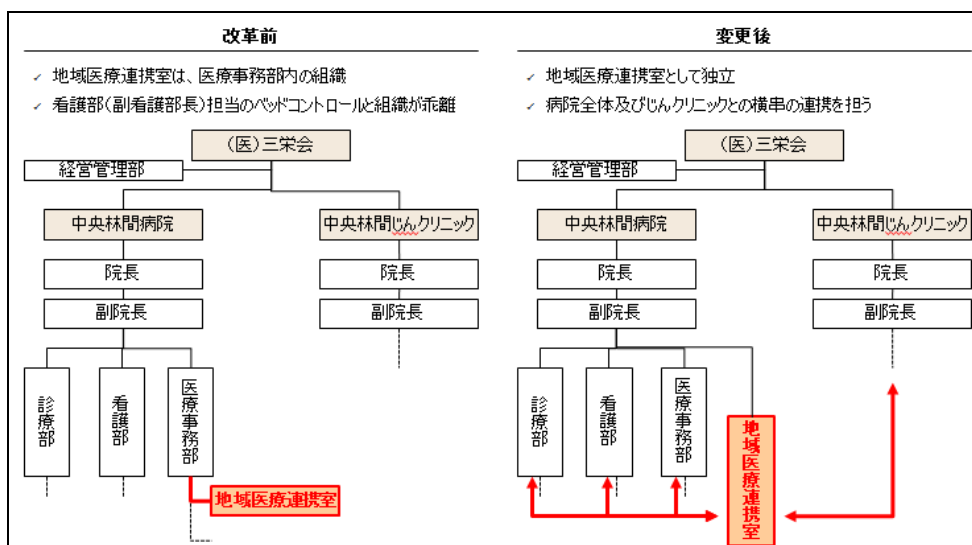 改革前
✓ 地域医療連携室は、医療事務部内の組織
✓ 看護部(副看護部長)担当のベッドコントロールと組織が乖離
(医)三栄会
経営管理部
中央林間病院
中央林間じんクリニック
院長
院長
副院長
副院長
診療部
看護部
医療事務部
地域医療連携室
変更後
✓ 地域医療連携室として独立
✓ 病院全体及びじんクリニックとの横串の連携を担う
(医)三栄会
経営管理部
中央林間病院
中央林間じんクリニック
院長
院長
副院長
副院長
診療部
看護部
医療事務部
地域医療連携室